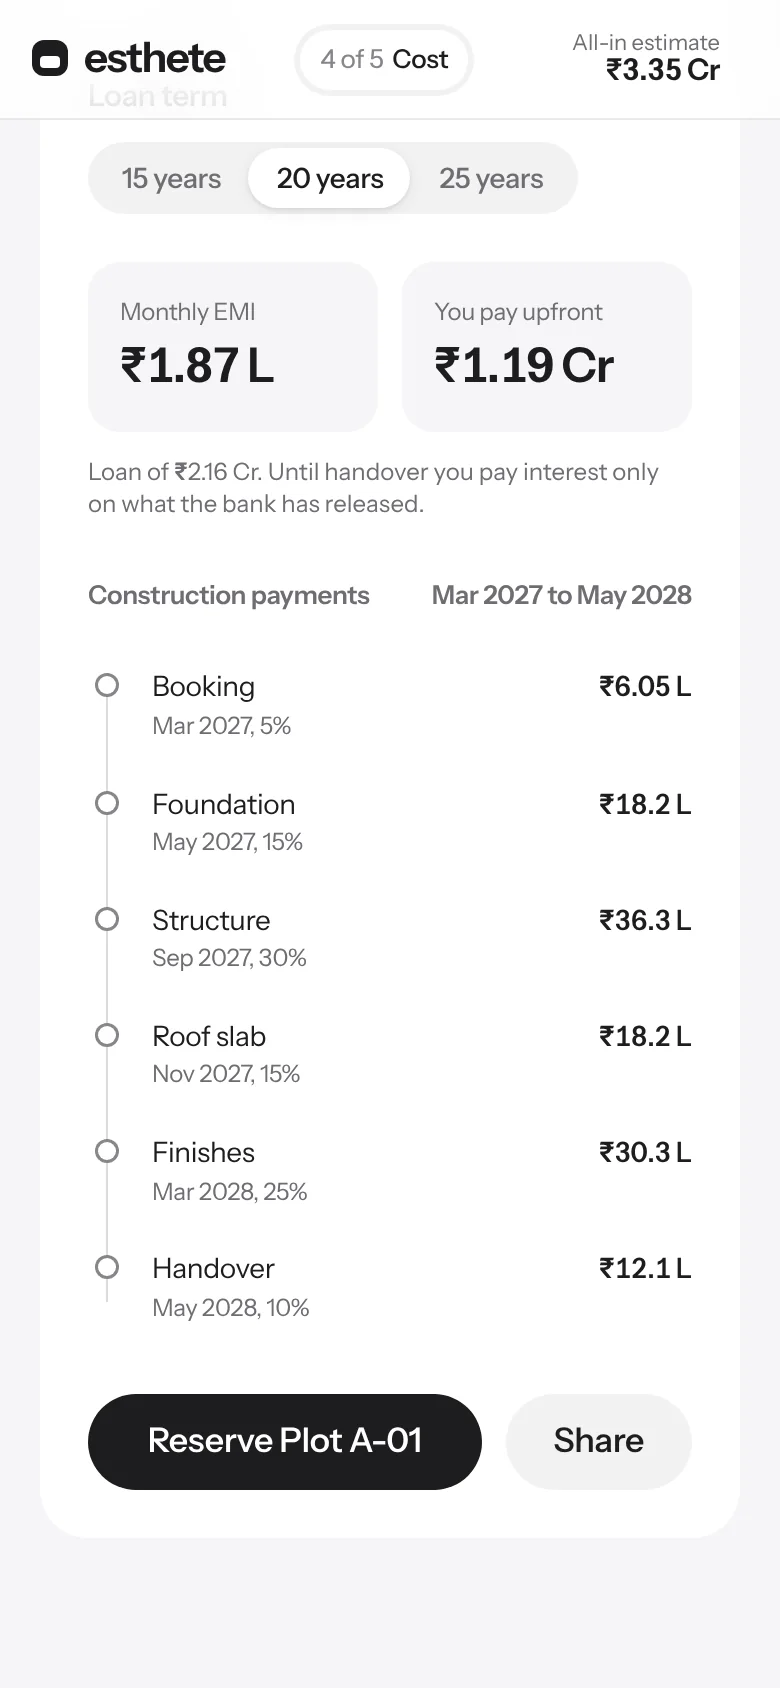 esthete
4 of 5 Cost
All-in estimate
₹3.35 Cr
Loan term
15 years
20 years
25 years
Monthly EMI
₹1.87 L
You pay upfront
₹1.19 Cr
Loan of ₹2.16 Cr. Until handover you pay interest only
on what the bank has released.
Construction payments
Mar 2027 to May 2028
Booking
₹6.05 L
Mar 2027, 5%
Foundation
₹18.2 L
May 2027, 15%
Structure
₹36.3 L
Sep 2027, 30%
Roof slab
₹18.2 L
Nov 2027, 15%
Finishes
₹30.3 L
Mar 2028, 25%
Handover
₹12.1 L
May 2028, 10%
Reserve Plot A-01
Share